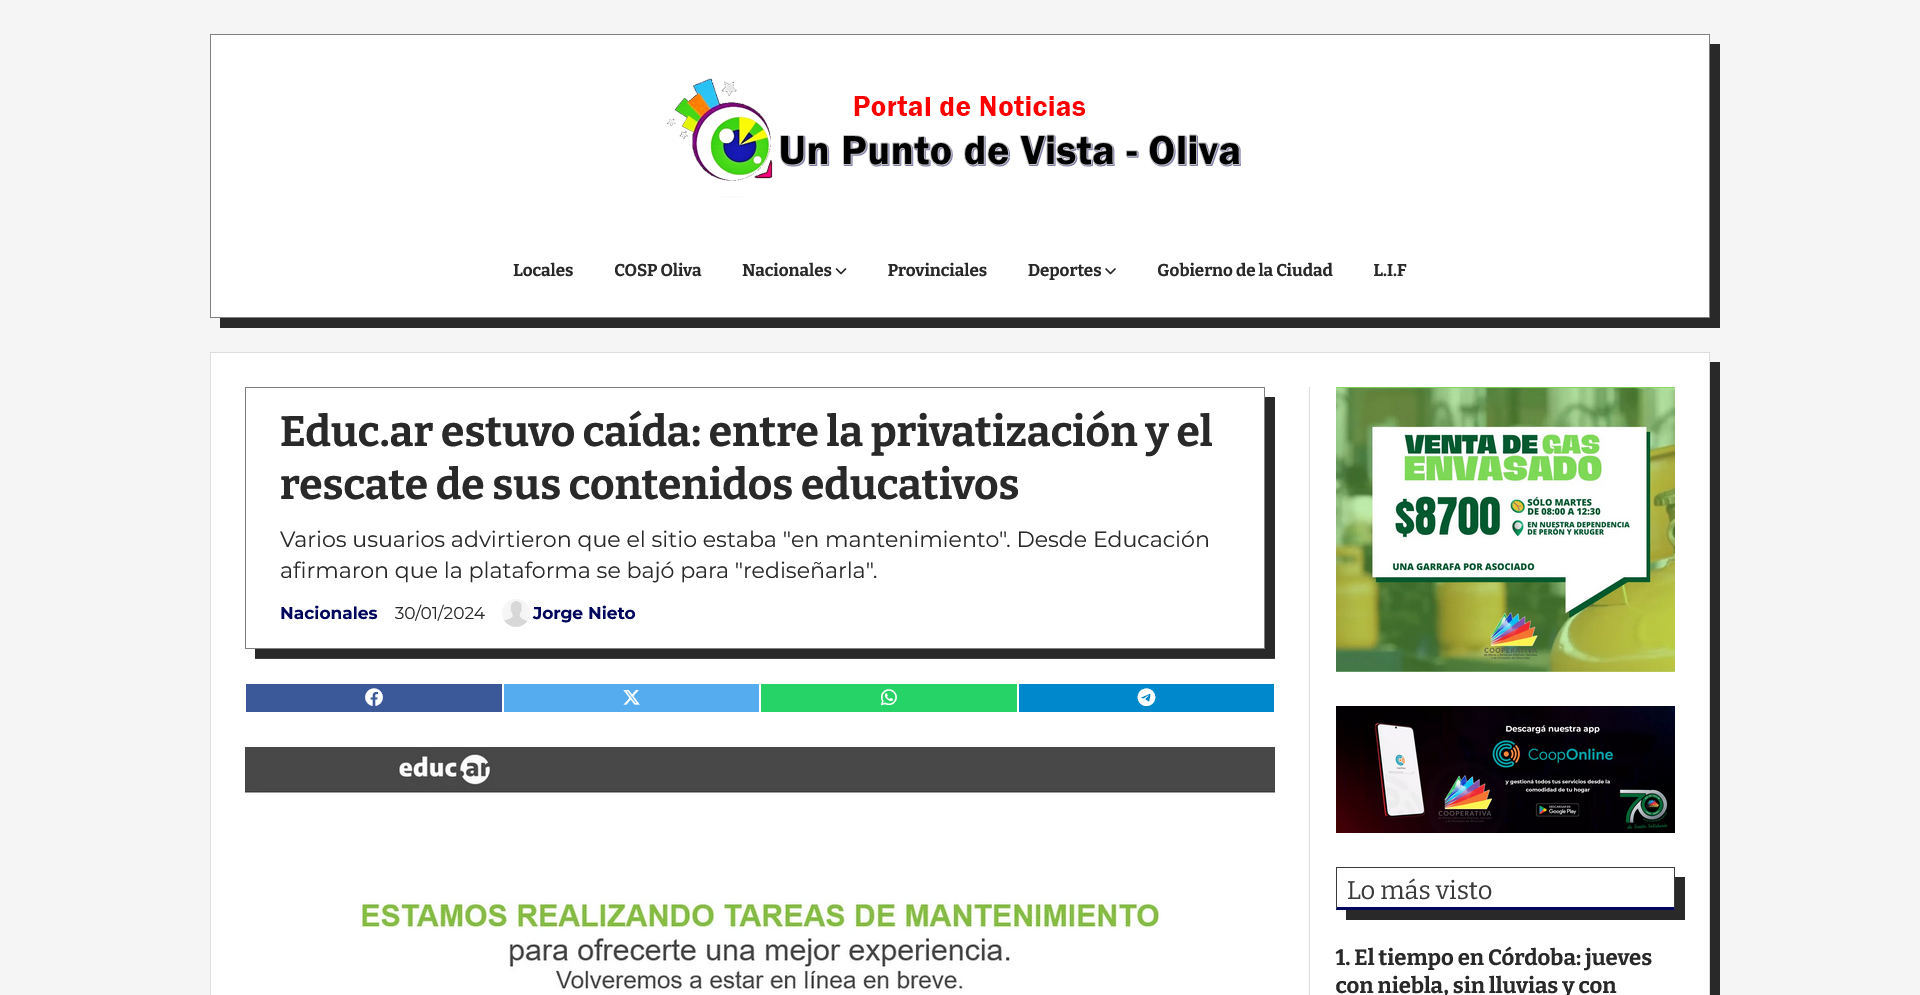 Portal de Noticias
Un Punto de Vista - Oliva
Locales COSP Oliva Nacionales Provinciales Deportes Gobierno de la Ciudad L.I.F
Educ.ar estuvo caída: entre la privatización y el
rescate de sus contenidos educativos
Varios usuarios advirtieron que el sitio estaba "en mantenimiento". Desde Educación
afirmaron que la plataforma se bajó para "rediseñarla".
Nacionales 30/01/2024 Jorge Nieto
educ.ar
ESTAMOS REALIZANDO TAREAS DE MANTENIMIENTO
para ofrecerte una mejor experiencia.
Volveremos a estar en línea en breve.
VENTA DE GAS
ENVASADO
$8700
SÓLO MARTES
DE 08:00 A 12:30
EN NUESTRA DEPENDENCIA
DE PERÓN Y KRUGER
UNA GARRAFA POR ASOCIADO
COOPERATIVA
Descargá nuestra app
CoopOnline
y gestioná todos tus servicios desde la
comodidad de tu hogar
Google Play
COOPERATIVA
70
Lo más visto
1. El tiempo en Córdoba: jueves
con niebla, sin lluvias y con